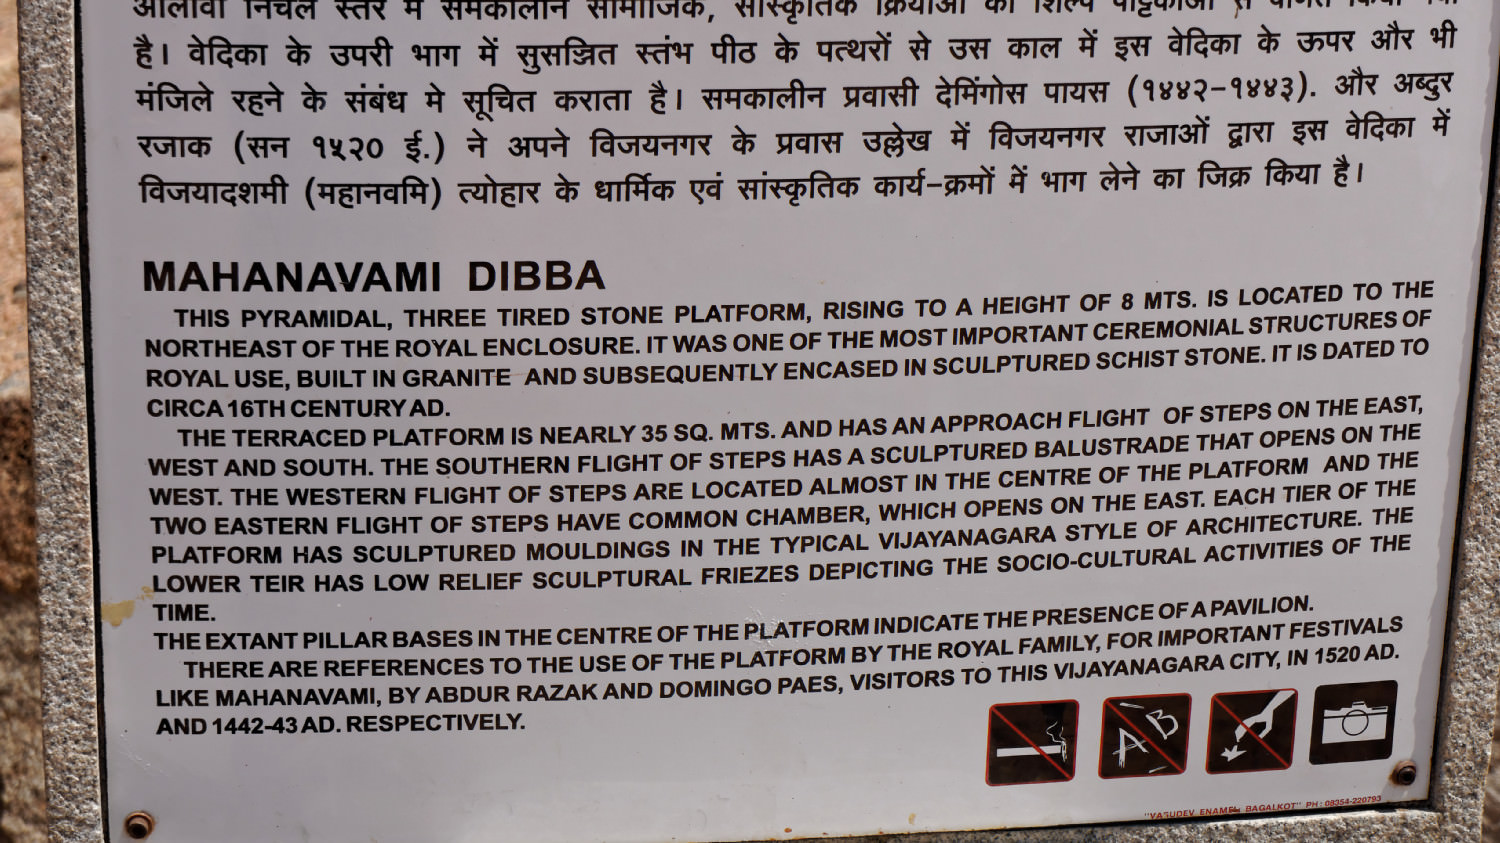 है। वेदिका के उपरी भाग में सुसज्जित स्तंभ पीठ के पत्थरों से उस काल में इस वेदिका के ऊपर और भी
मंजिले रहने के संबंध मे सूचित कराता है। समकालीन प्रवासी देमिंगोस पायस (१४४२-१४४३). और अब्दुर
रजाक (सन १५२० ई.) ने अपने विजयनगर के प्रवास उल्लेख में विजयनगर राजाओं द्वारा इस वेदिका में
विजयादशमी (महानवमि) त्योहार के धार्मिक एवं सांस्कृतिक कार्य-क्रमों में भाग लेने का जिक्र किया है।
MAHANAVAMI DIBBA
THIS PYRAMIDAL, THREE TIRED STONE PLATFORM, RISING TO A HEIGHT OF 8 MTS. IS LOCATED TO THE
NORTHEAST OF THE ROYAL ENCLOSURE. IT WAS ONE OF THE MOST IMPORTANT CEREMONIAL STRUCTURES OF
ROYAL USE, BUILT IN GRANITE AND SUBSEQUENTLY ENCASED IN SCULPTURED SCHIST STONE. IT IS DATED TO
CIRCA 16TH CENTURY AD.
THE TERRACED PLATFORM IS NEARLY 35 SQ. MTS. AND HAS AN APPROACH FLIGHT OF STEPS ON THE EAST,
WEST AND SOUTH. THE SOUTHERN FLIGHT OF STEPS HAS A SCULPTURED BALUSTRADE THAT OPENS ON THE
WEST. THE WESTERN FLIGHT OF STEPS ARE LOCATED ALMOST IN THE CENTRE OF THE PLATFORM AND THE
TWO EASTERN FLIGHT OF STEPS HAVE COMMON CHAMBER, WHICH OPENS ON THE EAST. EACH TIER OF THE
PLATFORM HAS SCULPTURED MOULDINGS IN THE TYPICAL VIJAYANAGARA STYLE OF ARCHITECTURE. THE
LOWER TEIR HAS LOW RELIEF SCULPTURAL FRIEZES DEPICTING THE SOCIO-CULTURAL ACTIVITIES OF THE
TIME.
THE EXTANT PILLAR BASES IN THE CENTRE OF THE PLATFORM INDICATE THE PRESENCE OF A PAVILION.
THERE ARE REFERENCES TO THE USE OF THE PLATFORM BY THE ROYAL FAMILY, FOR IMPORTANT FESTIVALS
LIKE MAHANAVAMI, BY ABDUR RAZAK AND DOMINGO PAES, VISITORS TO THIS VIJAYANAGARA CITY, IN 1520 AD.
AND 1442-43 AD. RESPECTIVELY.
A B
"VASUDEV ENAMEL BAGALKOT" PH : 08354-220793